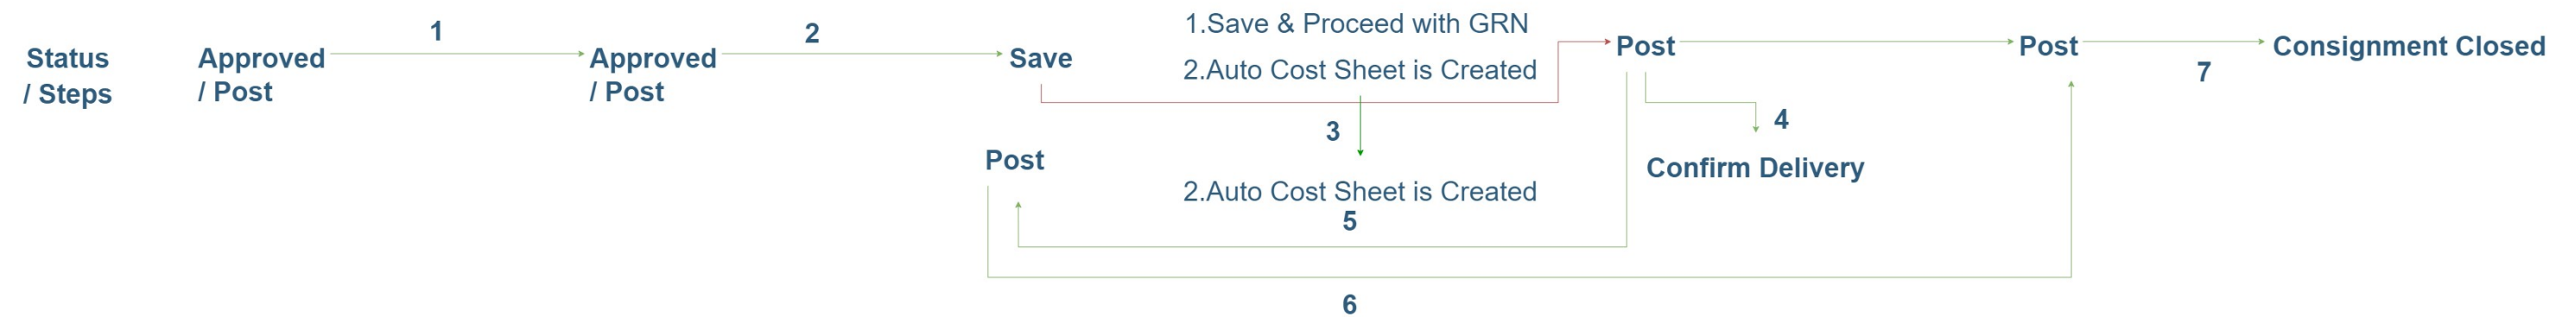 Status
/ Steps
Approved
/ Post
1
Approved
/ Post
2
Save
1.Save & Proceed with GRN
2.Auto Cost Sheet is Created
3
Post
2.Auto Cost Sheet is Created
5
6
Post
4
Confirm Delivery
Post
7
Consignment Closed